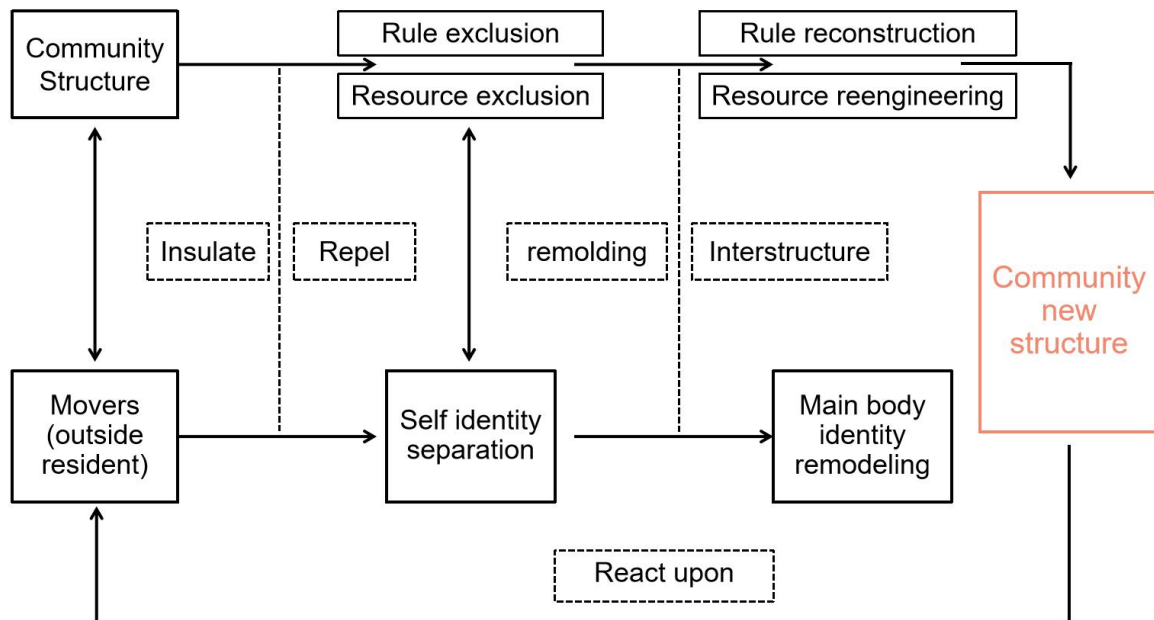 Community
Structure
Rule exclusion
Resource exclusion
Rule reconstruction
Resource reengineering
Insulate
Repel
remolding
Interstructure
Community
new
structure
Movers
(outside
resident)
Self identity
separation
Main body
identity
remodeling
React upon